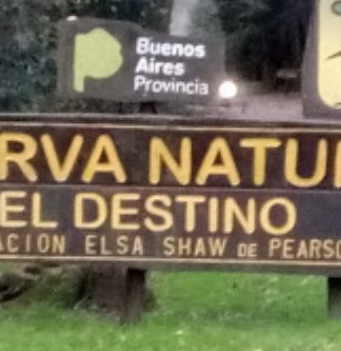 Buenos
Aires
Provincia
RVA NATU
EL DESTINO
ACION ELSA SHAW DE PEARSO